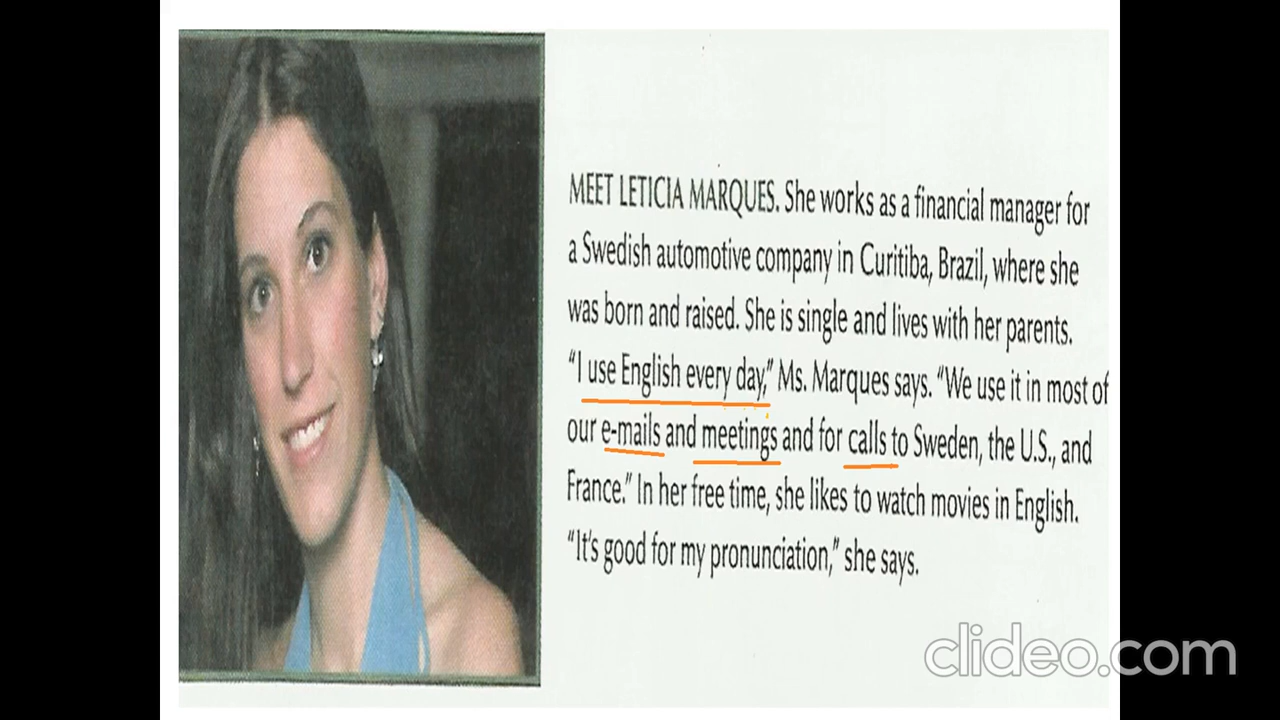 MEET LETICIA MARQUES. She works as a financial manager for
a Swedish automotive company in Curitiba, Brazil, where she
was born and raised. She is single and lives with her parents.
“I use English every day,” Ms. Marques says. “We use it in most of
our e-mails and meetings and for calls to Sweden, the U.S., and
France.” In her free time, she likes to watch movies in English.
“It’s good for my pronunciation,” she says.
clideo.com